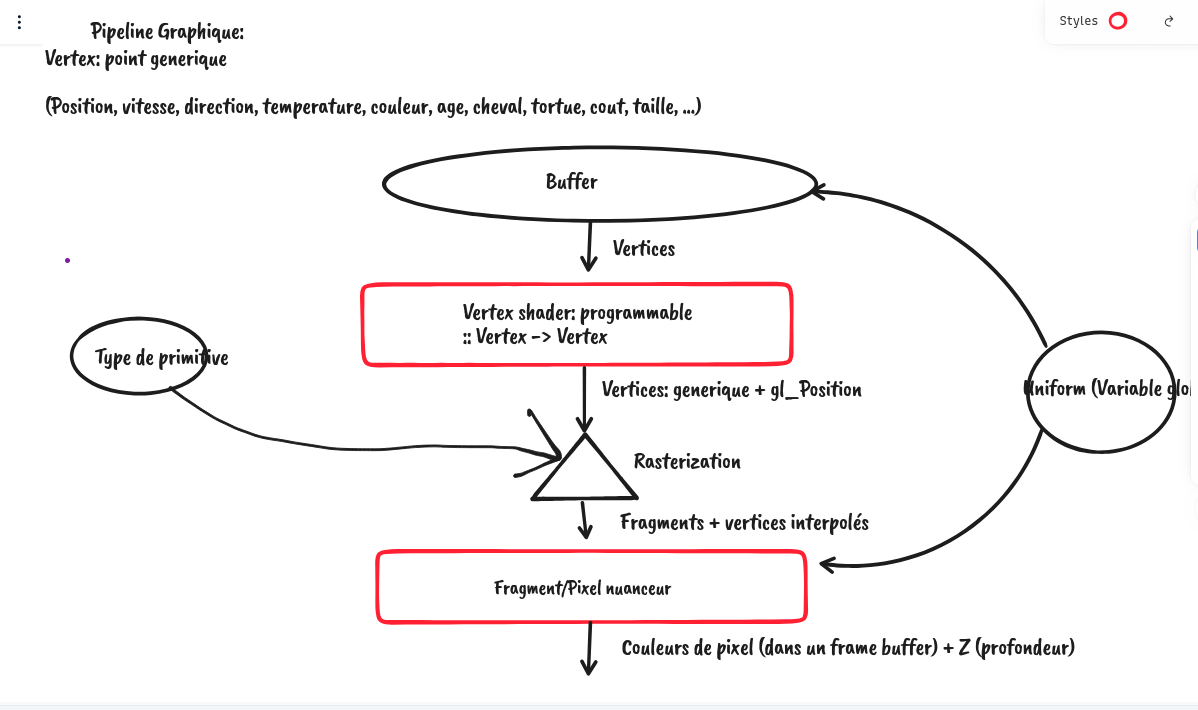 Styles
Pipeline Graphique:
Vertex: point generique
(Position, vitesse, direction, temperature, couleur, age, cheval, tortue, cout, taille, ...)
Buffer
Vertices
Vertex shader: programmable
:: Vertex -> Vertex
Type de primitive
Vertices: generique + gl_Position
Uniform (Variable glo
Rasterization
Fragments + vertices interpolés
Fragment/Pixel nuanceur
Couleurs de pixel (dans un frame buffer) + Z (profondeur)